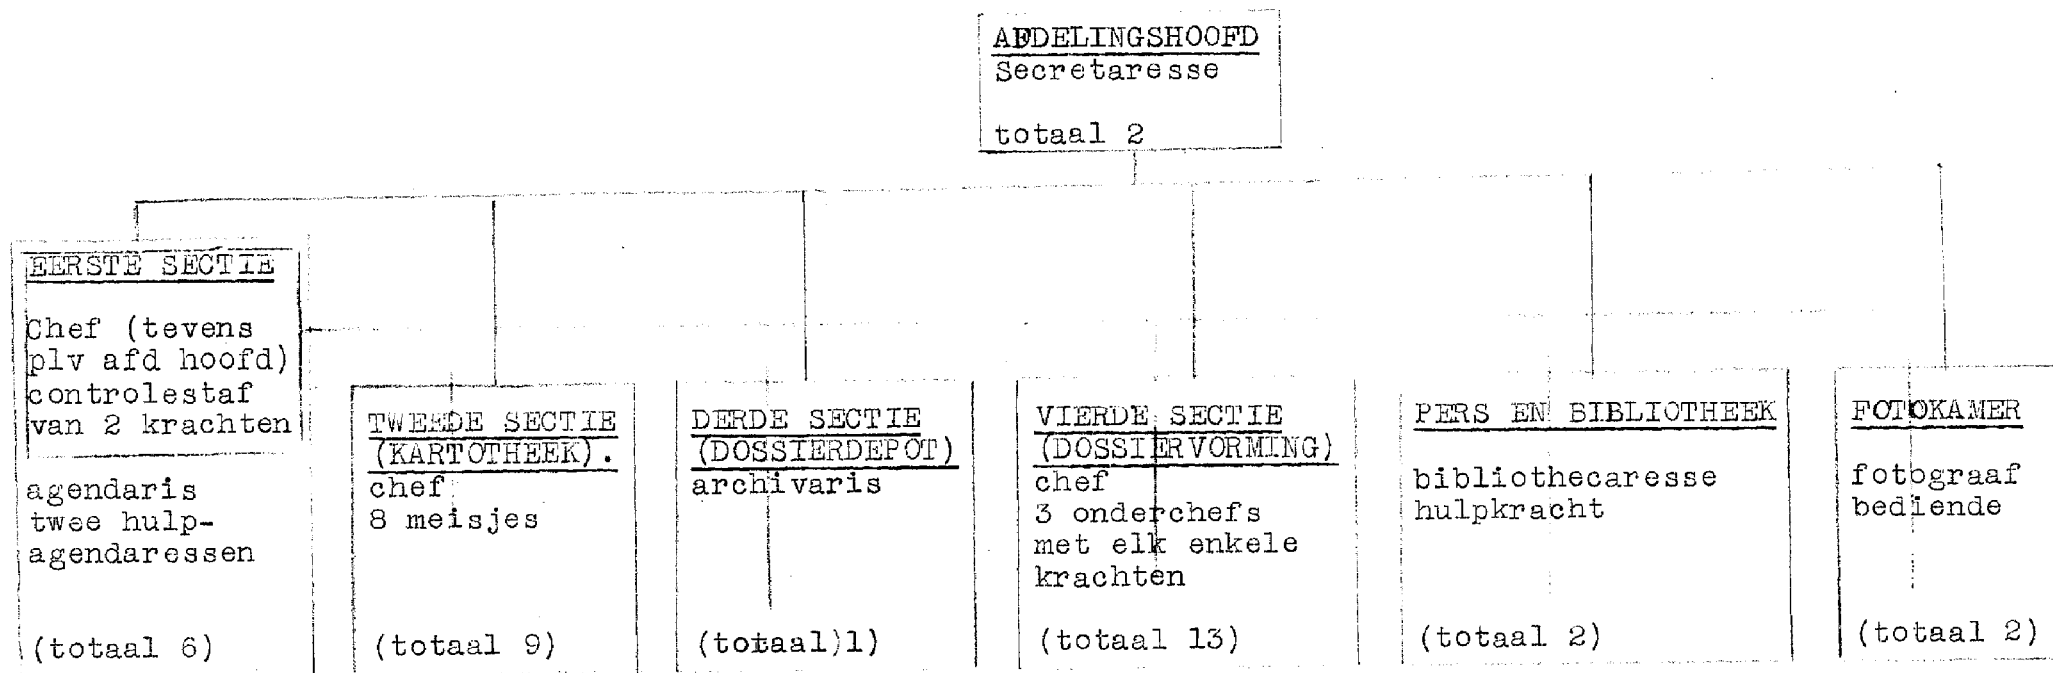 AFDELINGSHOOFD
Secretaresse
totaal 2
EERSTE SECTIE
Chef (tevens
plv afd hoofd)
controlestaf
van 2 krachten
agendaris
twee hulp-
agendaressen
(totaal 6)
TWEEDE SECTIE
(KARTOTHEEK).
chef
8 meisjes
(totaal 9)
DERDE SECTIE
(DOSSIERDEPOT)
archivaris
(totaal)1)
VIERDE SECTIE
(DOSSIERVORMING)
chef
3 onderchefs
met elk enkele
krachten
(totaal 13)
PERS EN BIBLIOTHEEK
bibliothecaresse
hulpkracht
(totaal 2)
FOTOKAMER
fotograaf
bediende
(totaal 2)